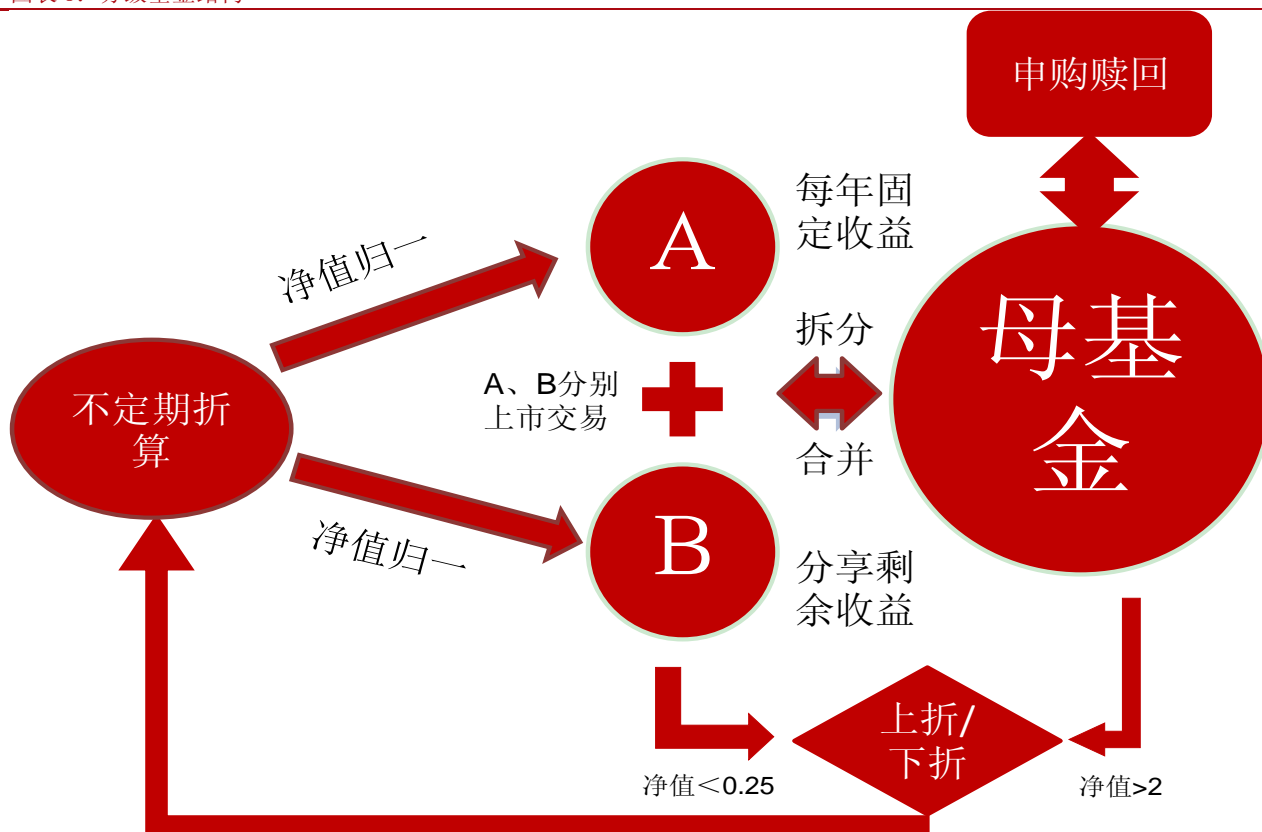 申购赎回
每年固
定收益
A
净值归一
母基
金
拆分
A、B分别
上市交易
不定期折
算
合并
净值归一
B
分享剩
余收益
上折/
下折
净值＜0.25
净值>2